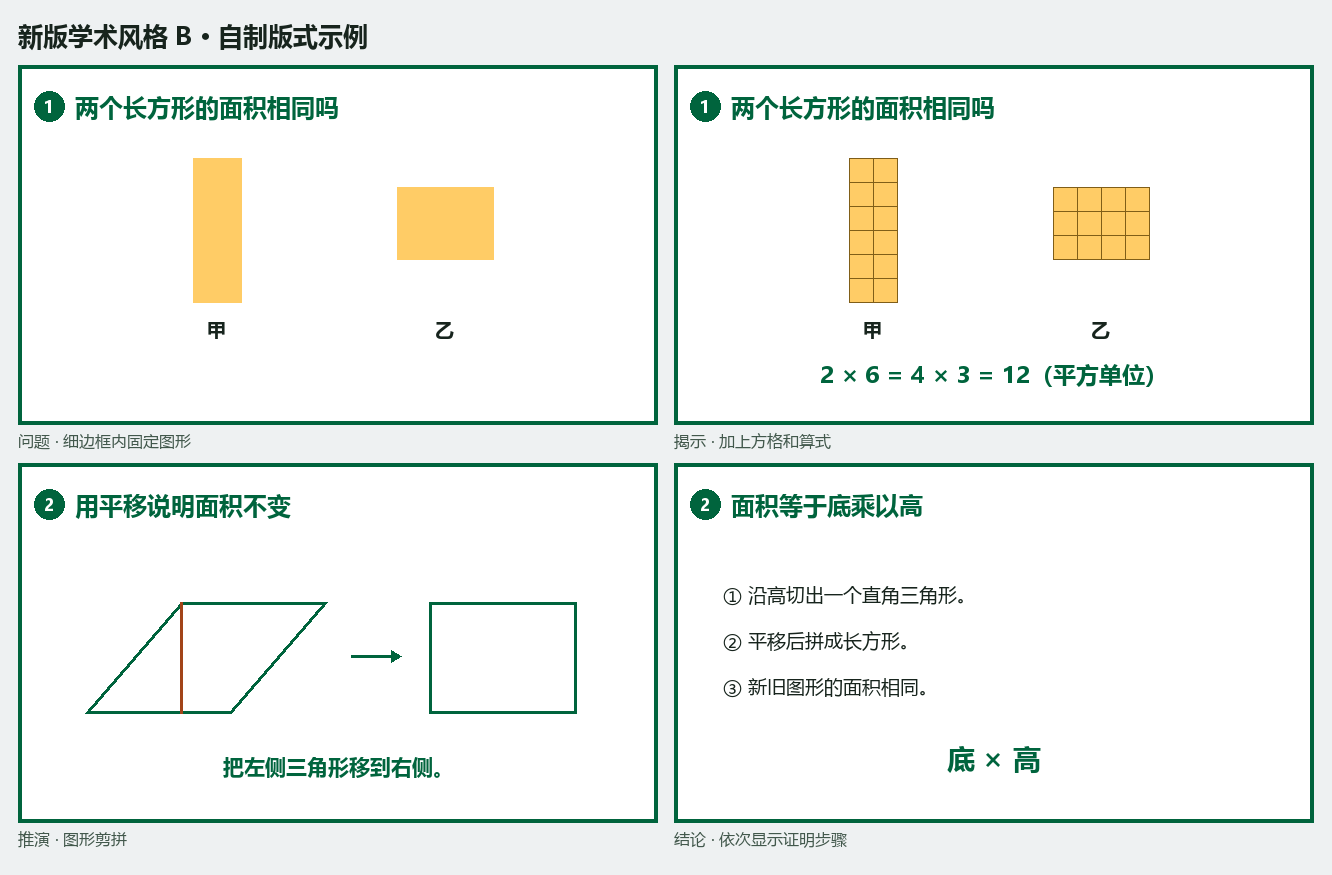 新版学术风格 B・自制版式示例
1 两个长方形的面积相同吗
甲
乙
问题 · 细边框内固定图形
1 两个长方形的面积相同吗
甲
乙
2 × 6 = 4 × 3 = 12（平方单位）
揭示 · 加上方格和算式
2 用平移说明面积不变
把左侧三角形移到右侧。
推演 · 图形剪拼
2 面积等于底乘以高
① 沿高切出一个直角三角形。
② 平移后拼成长方形。
③ 新旧图形的面积相同。
底 × 高
结论 · 依次显示证明步骤